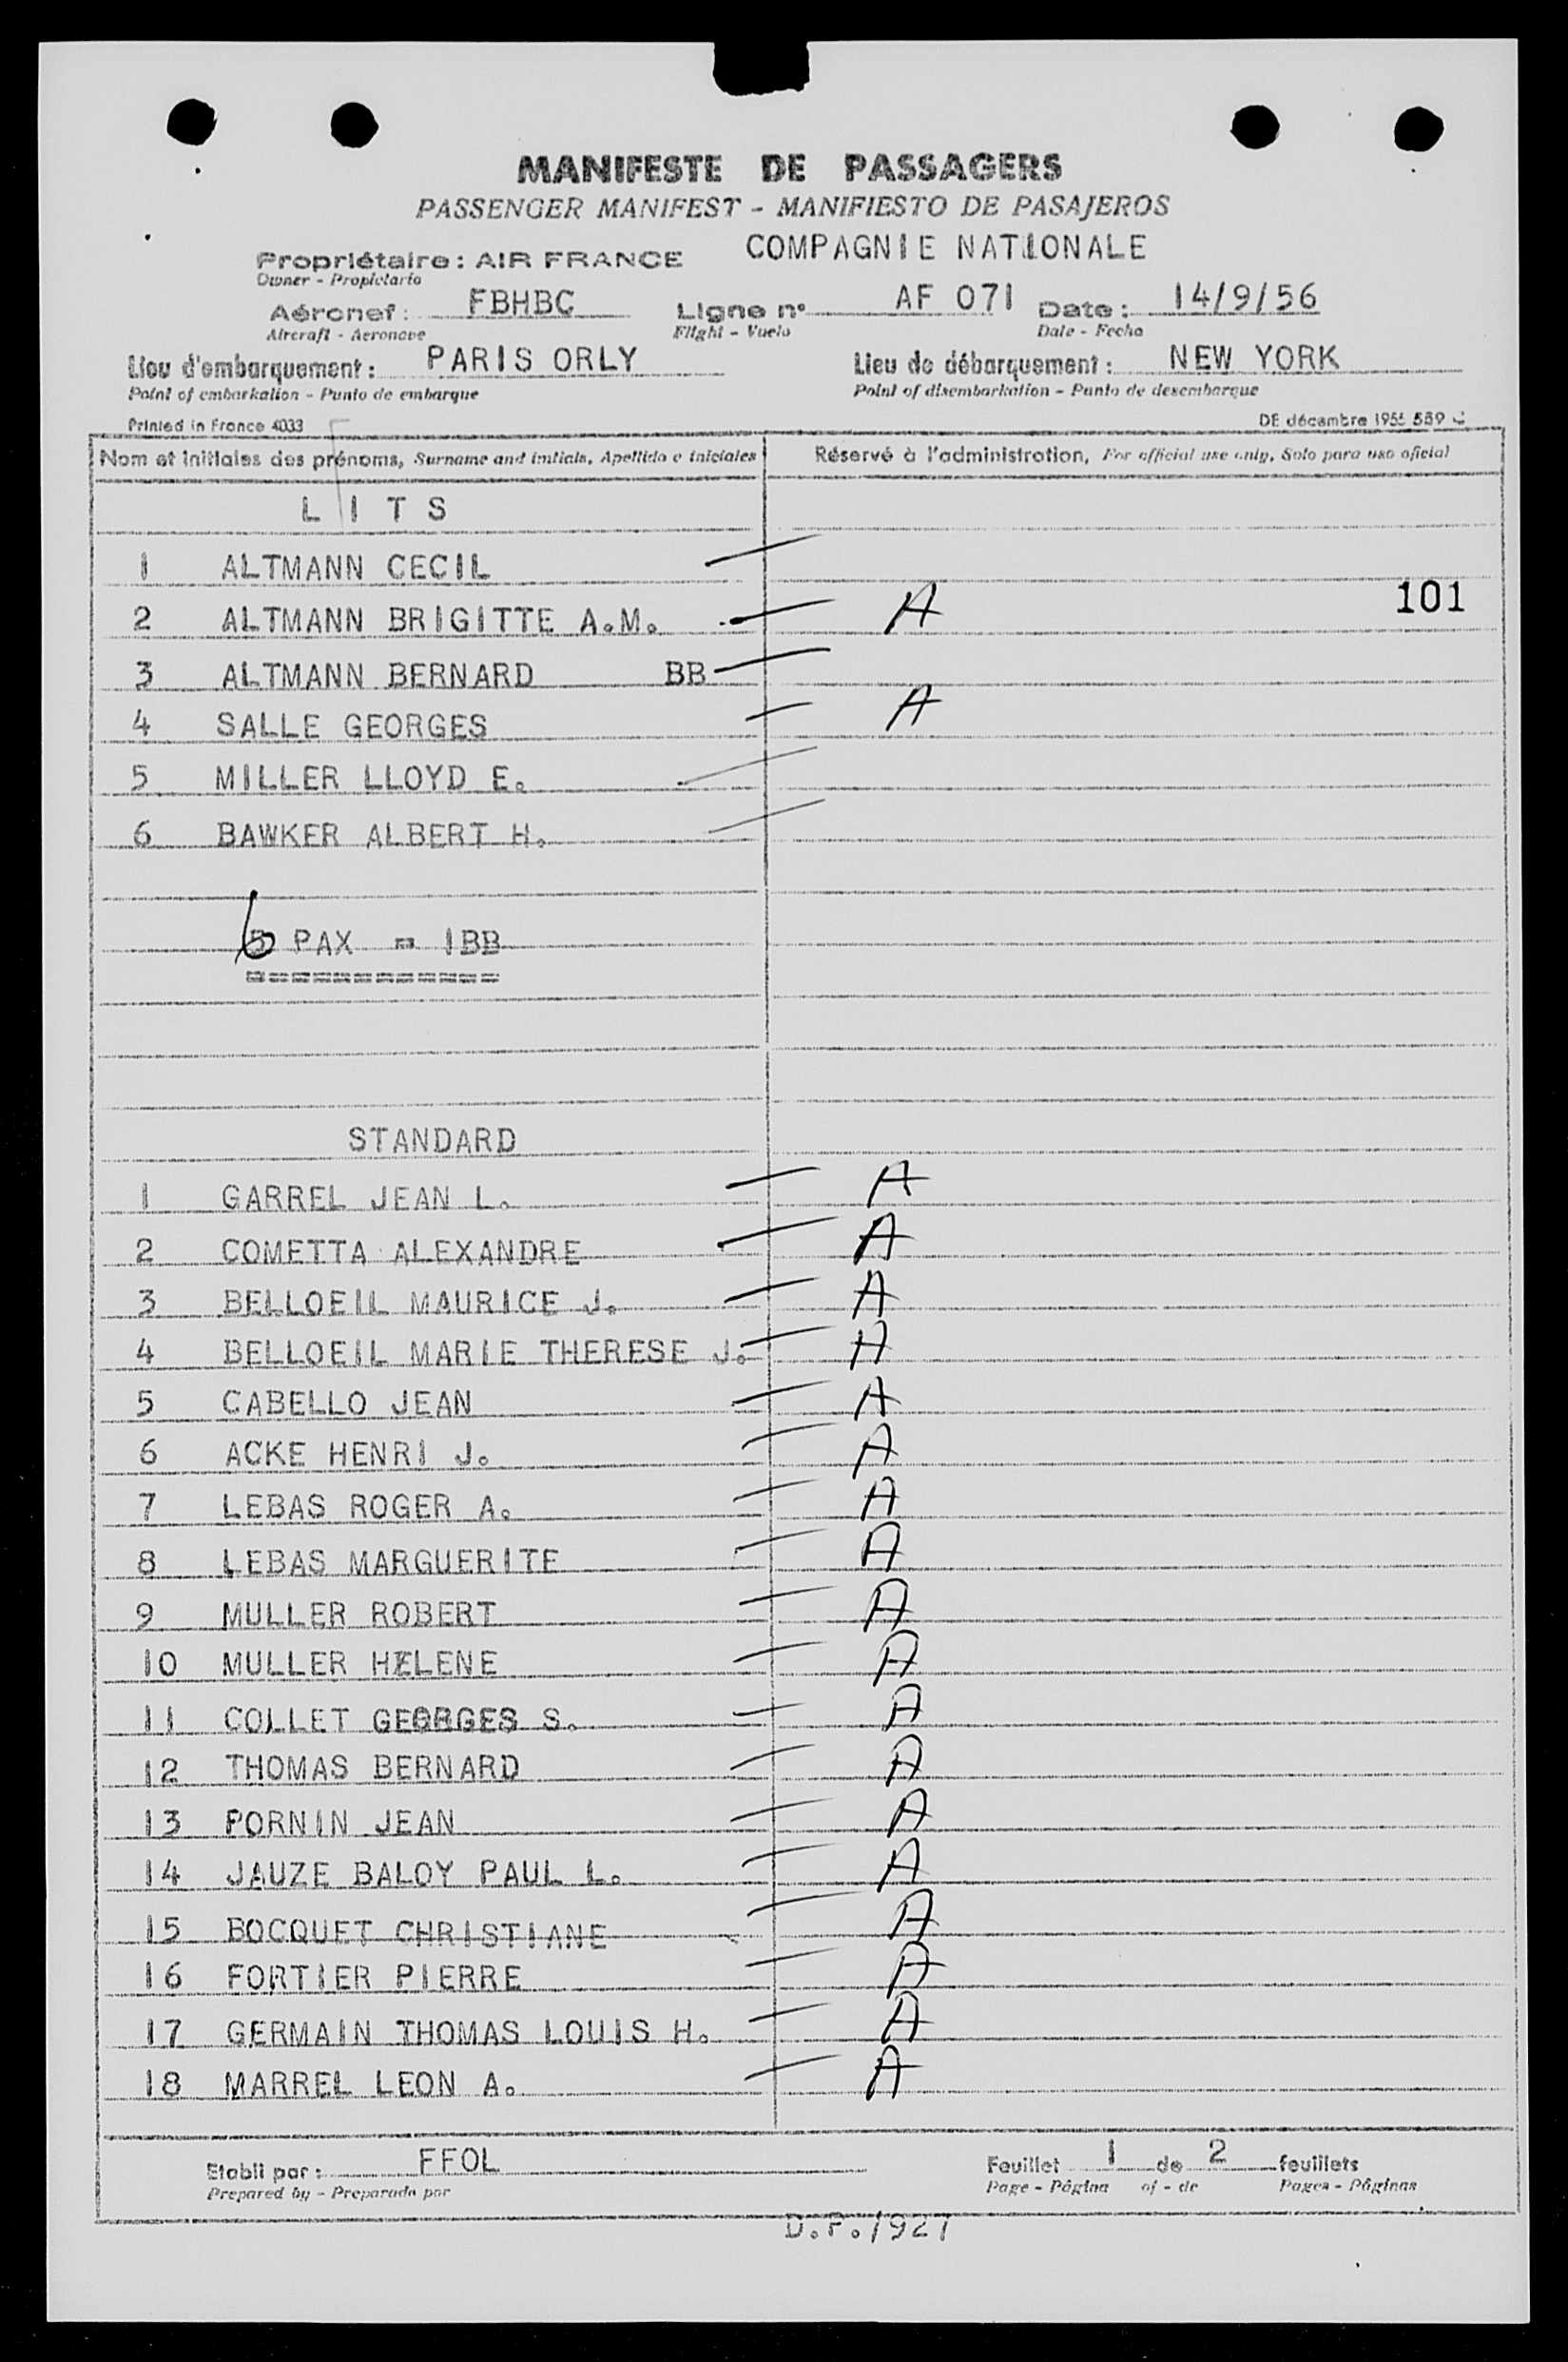 MANIFESTE DE PASSAGERS
PASSENGER MANIFEST - MANIFIESTO DE PASAJEROS
Propriétaire : AIR FRANCE COMPAGNIE NATIONALE
Owner - Propietario
Aéronef : FBHBC Ligne n° AF 071 Date : 14/9/56
Aircraft - Aeronave Flight - Vuelo Date - Fecha
Lieu d'embarquement : PARIS ORLY Lieu de débarquement : NEW YORK
Point of embarkation - Punto de embarque Point of disembarkation - Punto de desembarque
Printed in France 4033 DE décembre 1955 589
Nom et initiales des prénoms, Surname and initials, Apellido e iniciales Réservé à l'administration, For official use only, Solo para uso oficial
L I T S
1 ALTMANN CECIL
101
2 ALTMANN BRIGITTE A.M. A
3 ALTMANN BERNARD BB
4 SALLE GEORGES A
5 MILLER LLOYD E.
6 BAWKER ALBERT H.
6 PAX = 1BB
=============
STANDARD
1 GARREL JEAN L. A
2 COMETTA ALEXANDRE A
3 BELLOEIL MAURICE J. A
4 BELLOEIL MARIE THERESE J. A
5 CABELLO JEAN A
6 ACKE HENRI J. A
7 LEBAS ROGER A. A
8 LEBAS MARGUERITE A
9 MULLER ROBERT A
10 MULLER HELENE A
11 COLLET GEORGES S. A
12 THOMAS BERNARD A
13 PORNIN JEAN A
14 JAUZE BALOY PAUL L. A
15 BOCQUET CHRISTIANE A
16 FORTIER PIERRE A
17 GERMAIN THOMAS LOUIS H. A
18 MARREL LEON A. A
Etabli par : FFOL Feuillet 1 de 2 feuillets
Prepared by - Preparado por Page - Página of - de Pages - Páginas
D.P./927